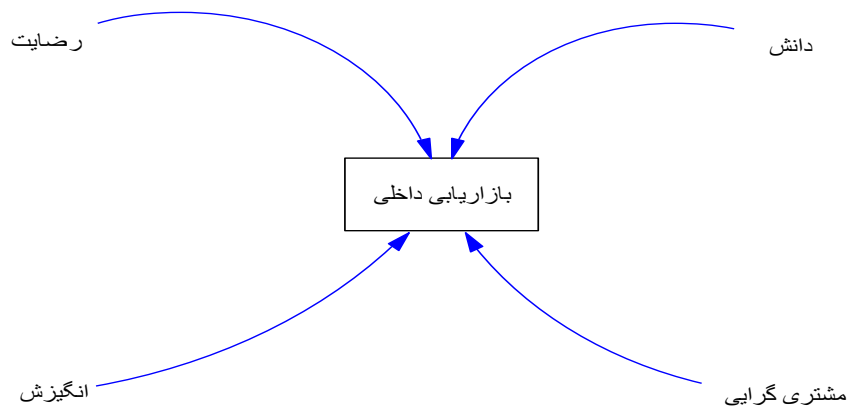 دانش
رضایت
بازاریابی داخلی
مشتری گرایی
انگیزش